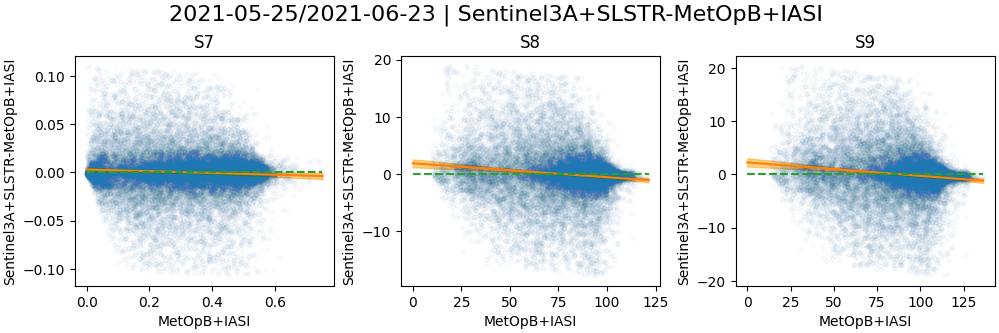 2021-05-25/2021-06-23 | Sentinel3A+SLSTR-MetOpB+IASI
S7
Sentinel3A+SLSTR-MetOpB+IASI
0.10
0.05
0.00
−0.05
−0.10
0.0 0.2 0.4 0.6
MetOpB+IASI
S8
Sentinel3A+SLSTR-MetOpB+IASI
20
10
0
−10
0 25 50 75 100 125
MetOpB+IASI
S9
Sentinel3A+SLSTR-MetOpB+IASI
20
10
0
−10
−20
0 25 50 75 100 125
MetOpB+IASI